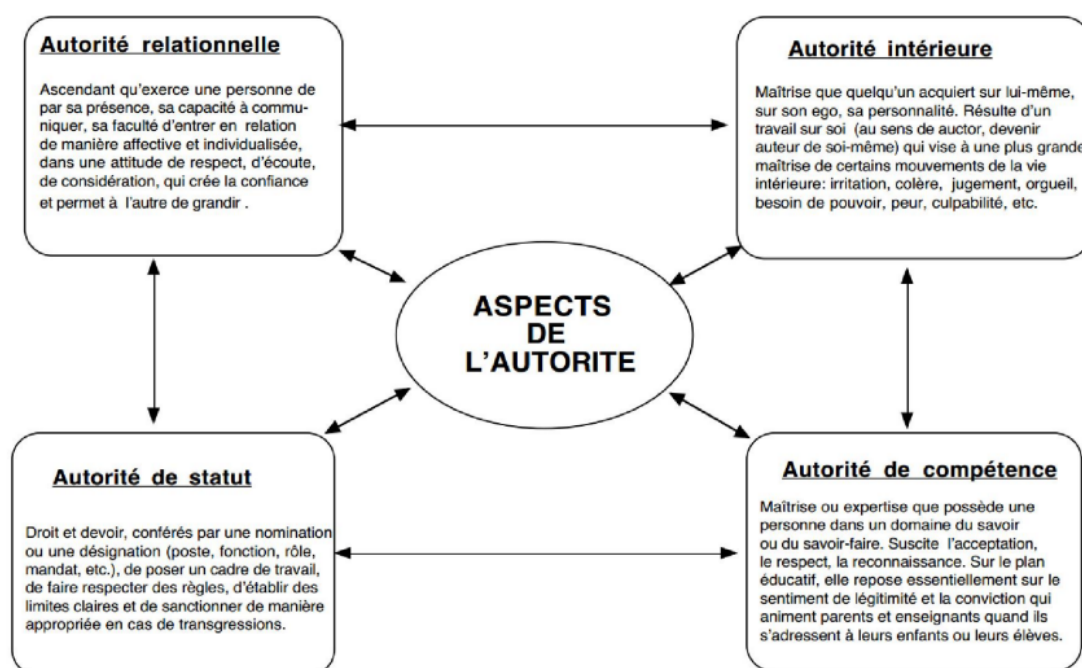 Autorité relationnelle
Ascendant qu'exerce une personne de
par sa présence, sa capacité à commu-
niquer, sa faculté d'entrer en relation
de manière affective et individualisée,
dans une attitude de respect, d'écoute,
de considération, qui crée la confiance
et permet à l'autre de grandir .
Autorité intérieure
Maîtrise que quelqu'un acquiert sur lui-même,
sur son ego, sa personnalité. Résulte d'un
travail sur soi (au sens de auctor, devenir
auteur de soi-même) qui vise à une plus grande
maîtrise de certains mouvements de la vie
intérieure: irritation, colère, jugement, orgueil,
besoin de pouvoir, peur, culpabilité, etc.
ASPECTS
DE
L'AUTORITE
Autorité de statut
Droit et devoir, conférés par une nomination
ou une désignation (poste, fonction, rôle,
mandat, etc.), de poser un cadre de travail,
de faire respecter des règles, d'établir des
limites claires et de sanctionner de manière
appropriée en cas de transgressions.
Autorité de compétence
Maîtrise ou expertise que possède une
personne dans un domaine du savoir
ou du savoir-faire. Suscite l'acceptation,
le respect, la reconnaissance. Sur le plan
éducatif, elle repose essentiellement sur le
sentiment de légitimité et la conviction qui
animent parents et enseignants quand ils
s'adressent à leurs enfants ou leurs élèves.